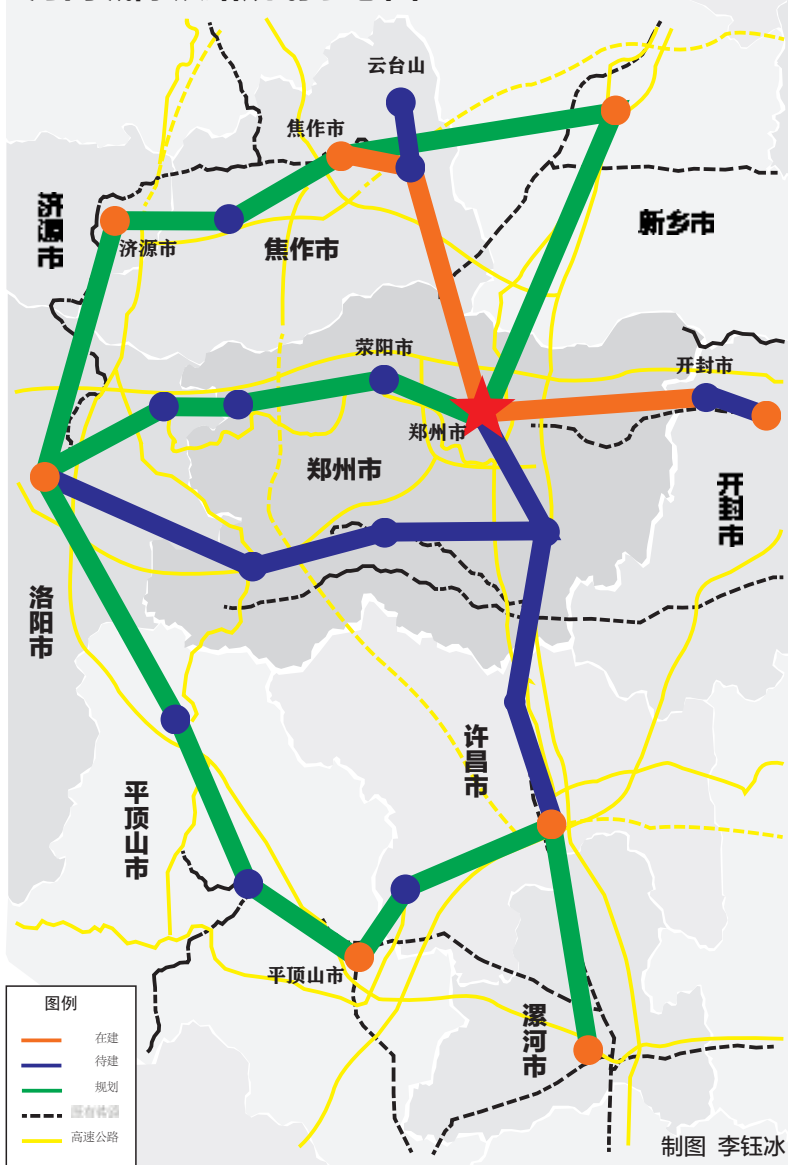 云台山
焦作市
济源市
济源市
焦作市
新乡市
荥阳市
开封市
郑州市
郑州市
开封市
洛阳市
许昌市
平顶山市
平顶山市
漯河市
图例
在建
待建
规划
高速公路
制图 李钰冰